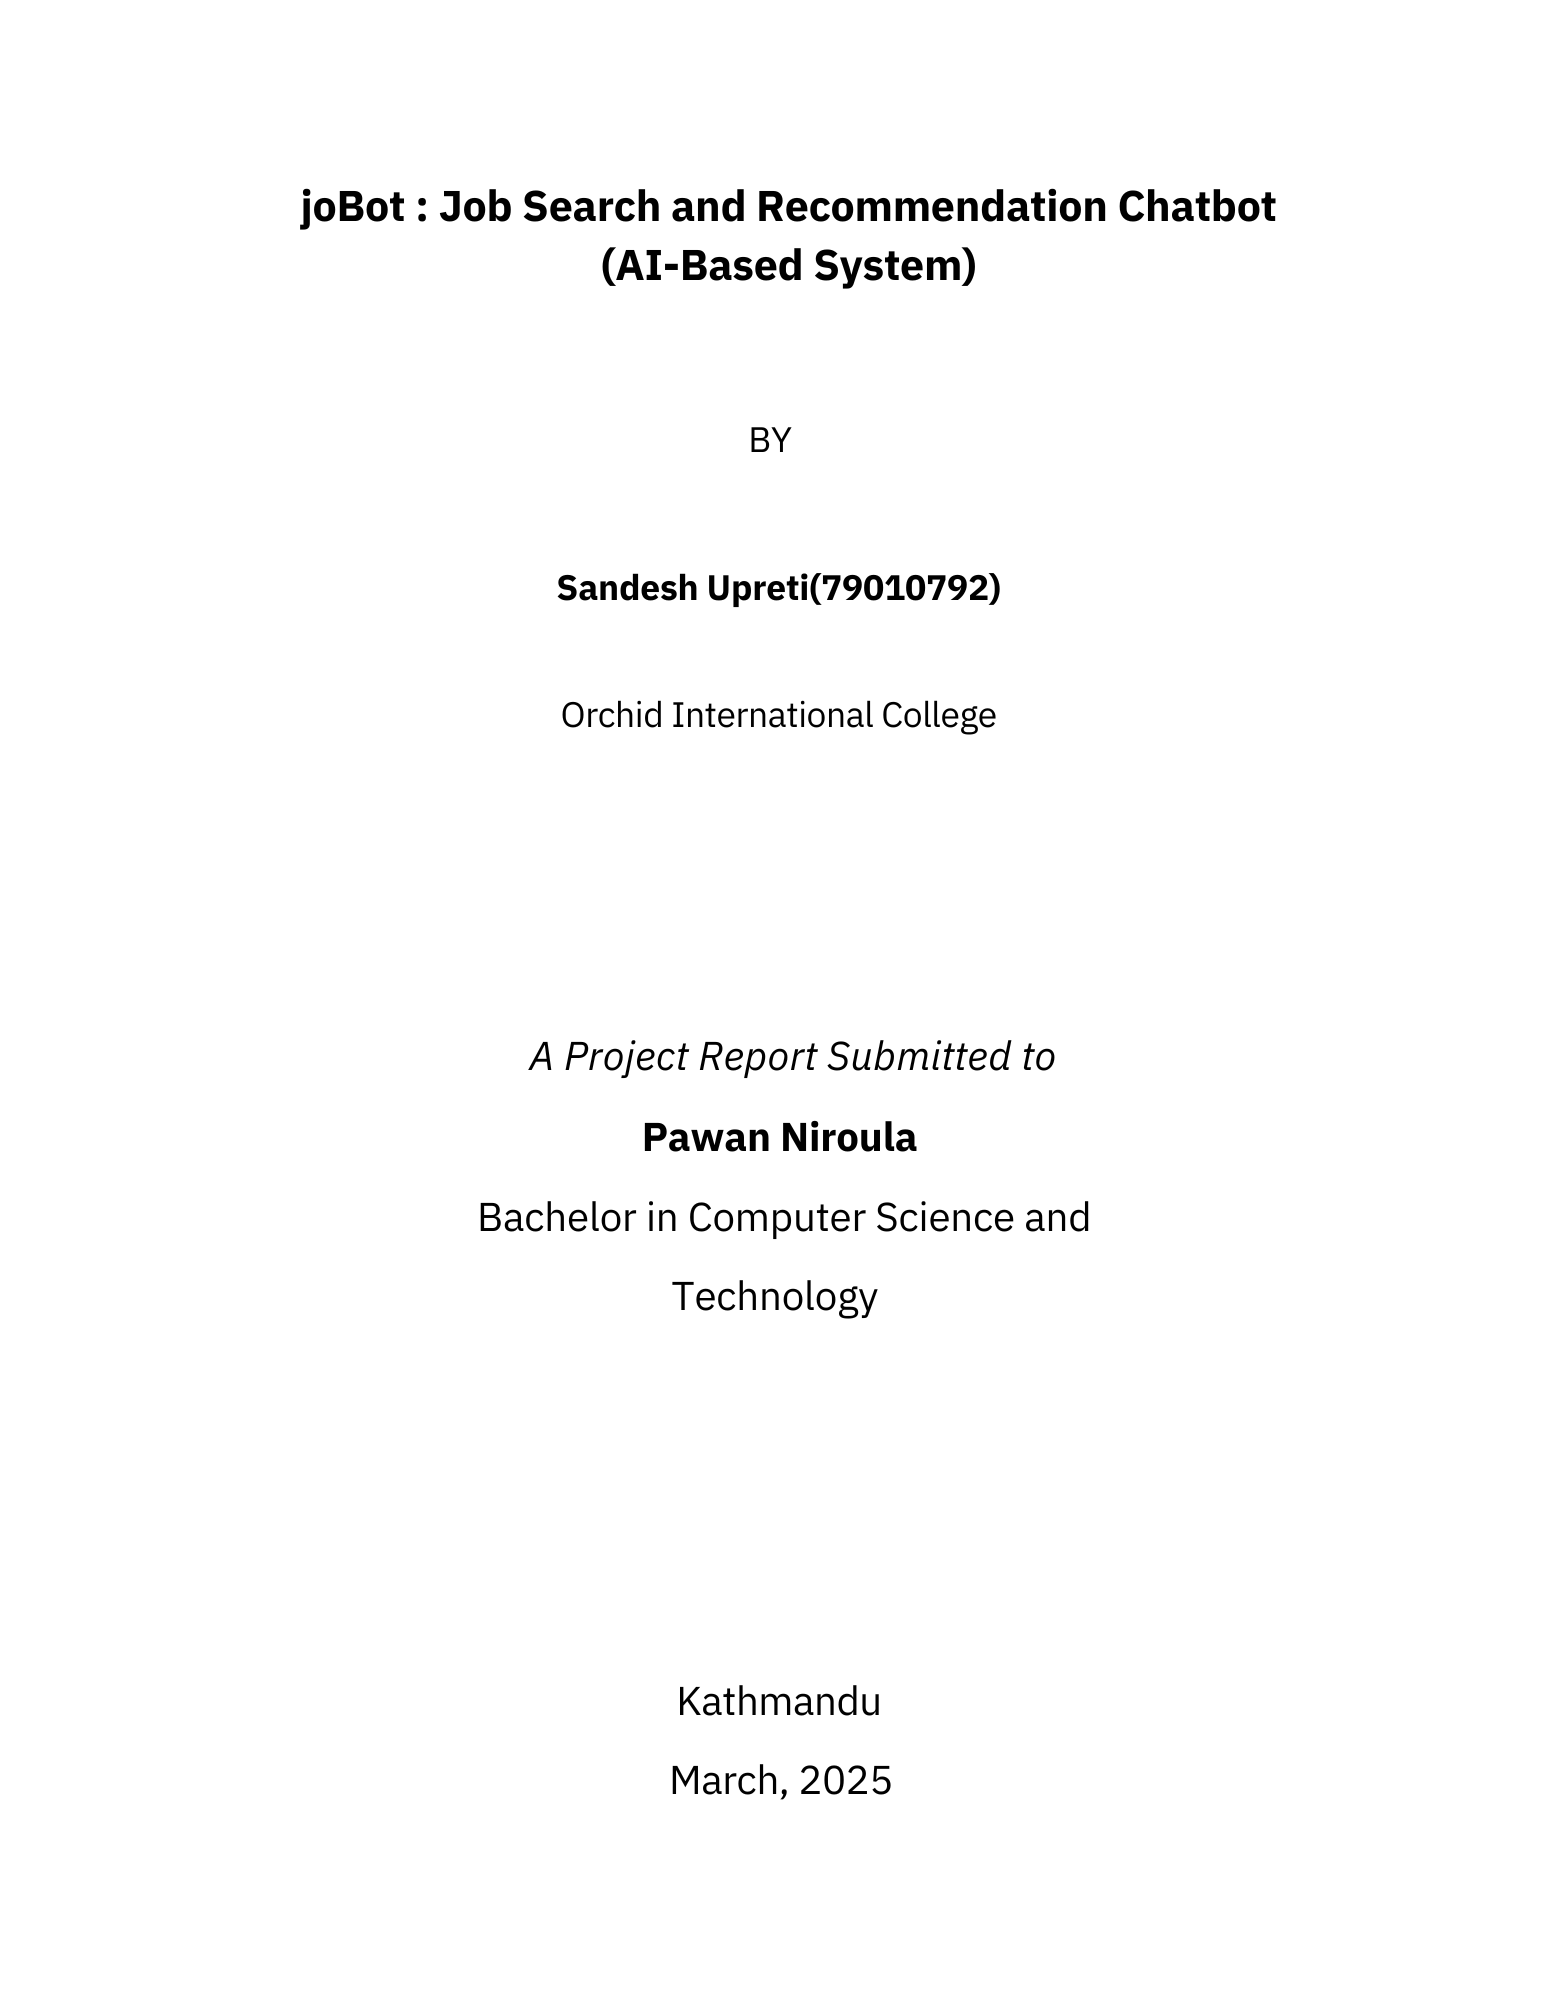 joBot : Job Search and Recommendation Chatbot
(AI-Based System)
BY
Sandesh Upreti(79010792)
Orchid International College
A Project Report Submitted to
Pawan Niroula
Bachelor in Computer Science and
Technology
Kathmandu
March, 2025